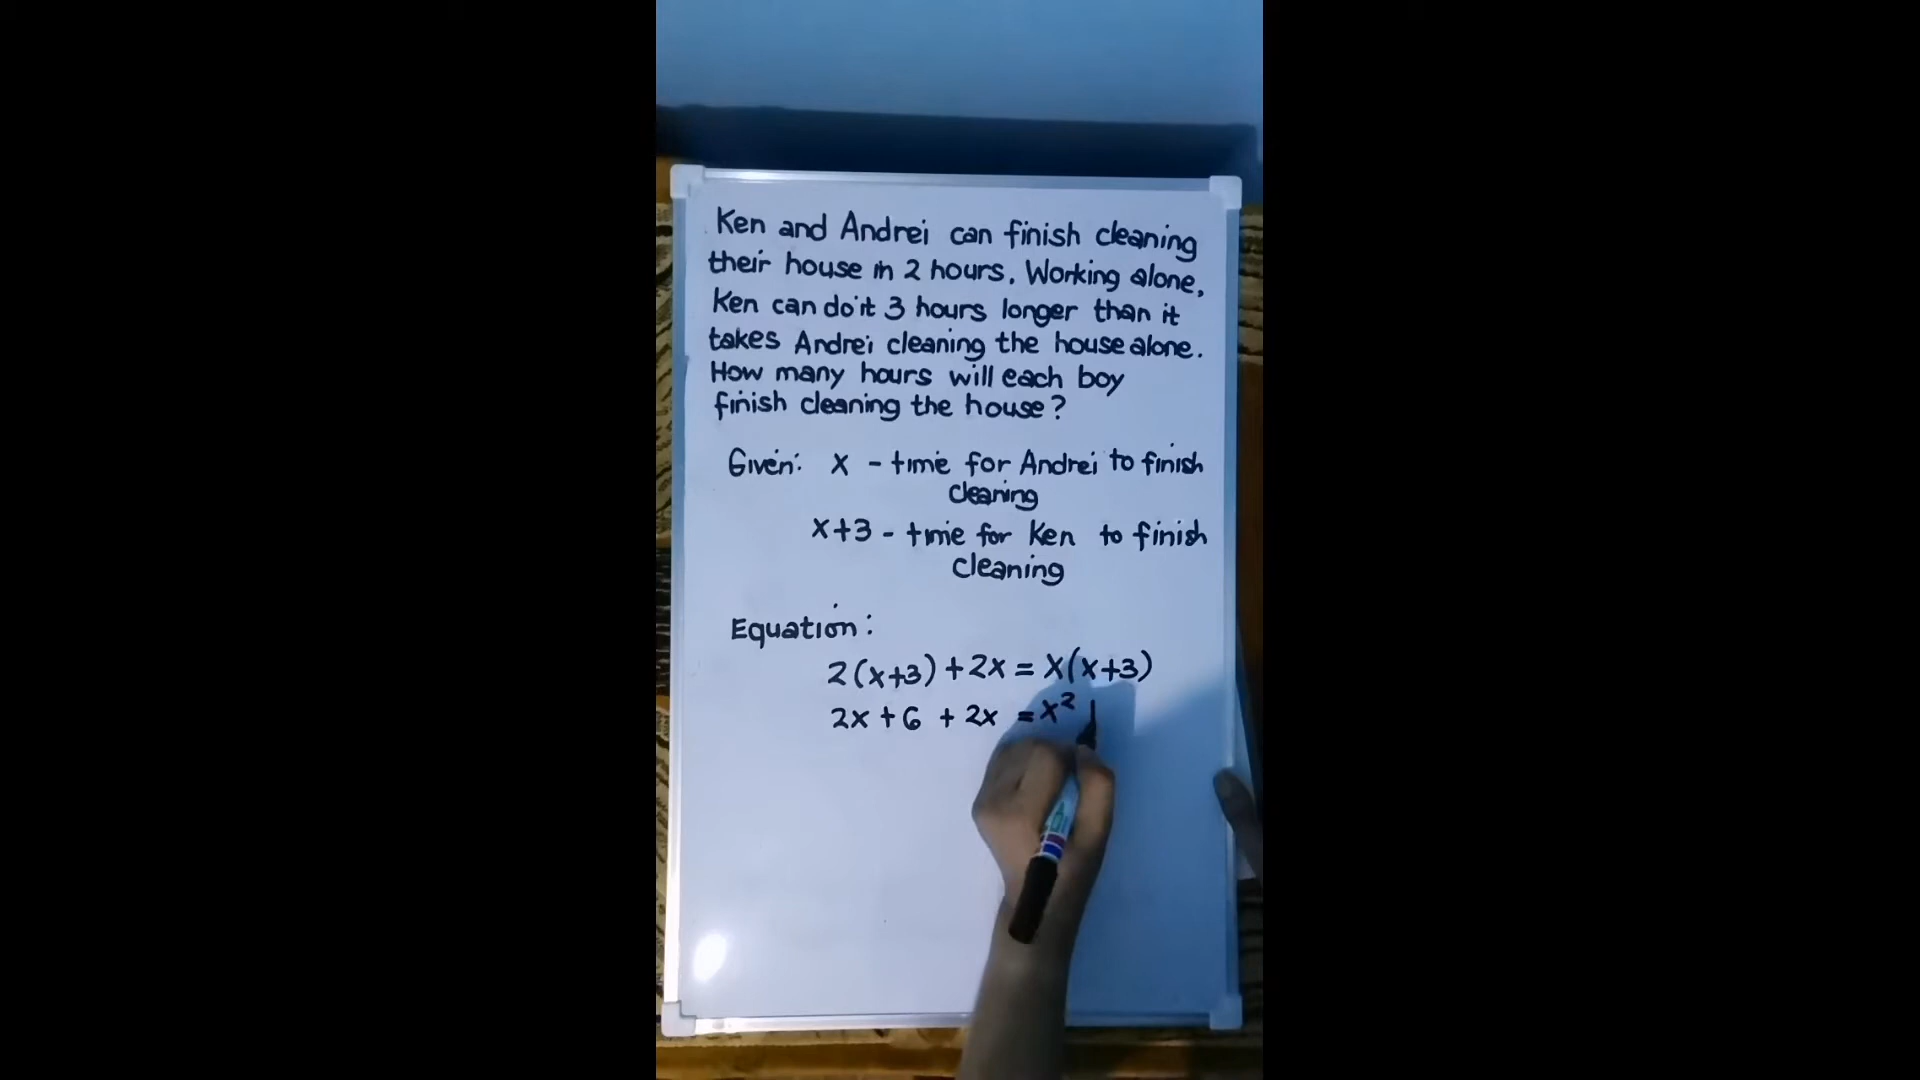 Ken and Andrei can finish cleaning
their house in 2 hours. Working alone,
Ken can do it 3 hours longer than it
takes Andrei cleaning the house alone.
How many hours will each boy
finish cleaning the house?
Given: x - time for Andrei to finish
cleaning
x+3 - time for Ken to finish
cleaning
Equation:
2(x+3) + 2x = x(x+3)
2x + 6 + 2x = x²